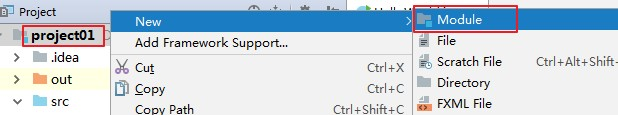 Project
project01
.idea
out
src
New
Add Framework Support...
Cut Ctrl+X
Copy Ctrl+C
Copy Path Ctrl+Shift+C
Module
File
Scratch File Ctrl+Alt+Shift
Directory
FXML File